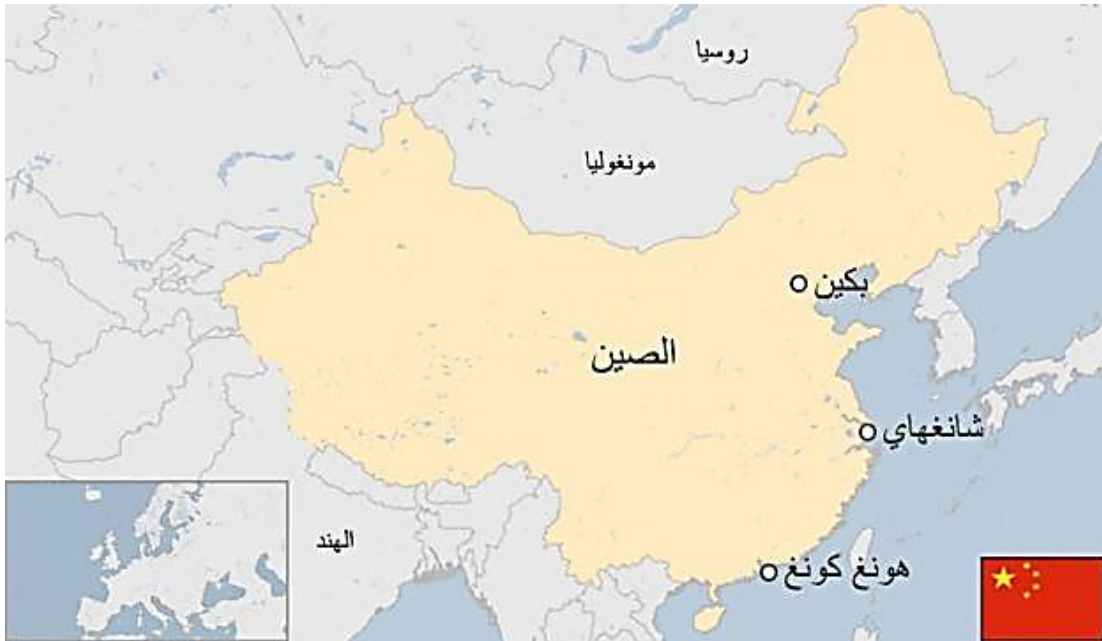 روسيا
مونغوليا
بكين
الصين
شانغهاي
الهند
هونغ كونغ